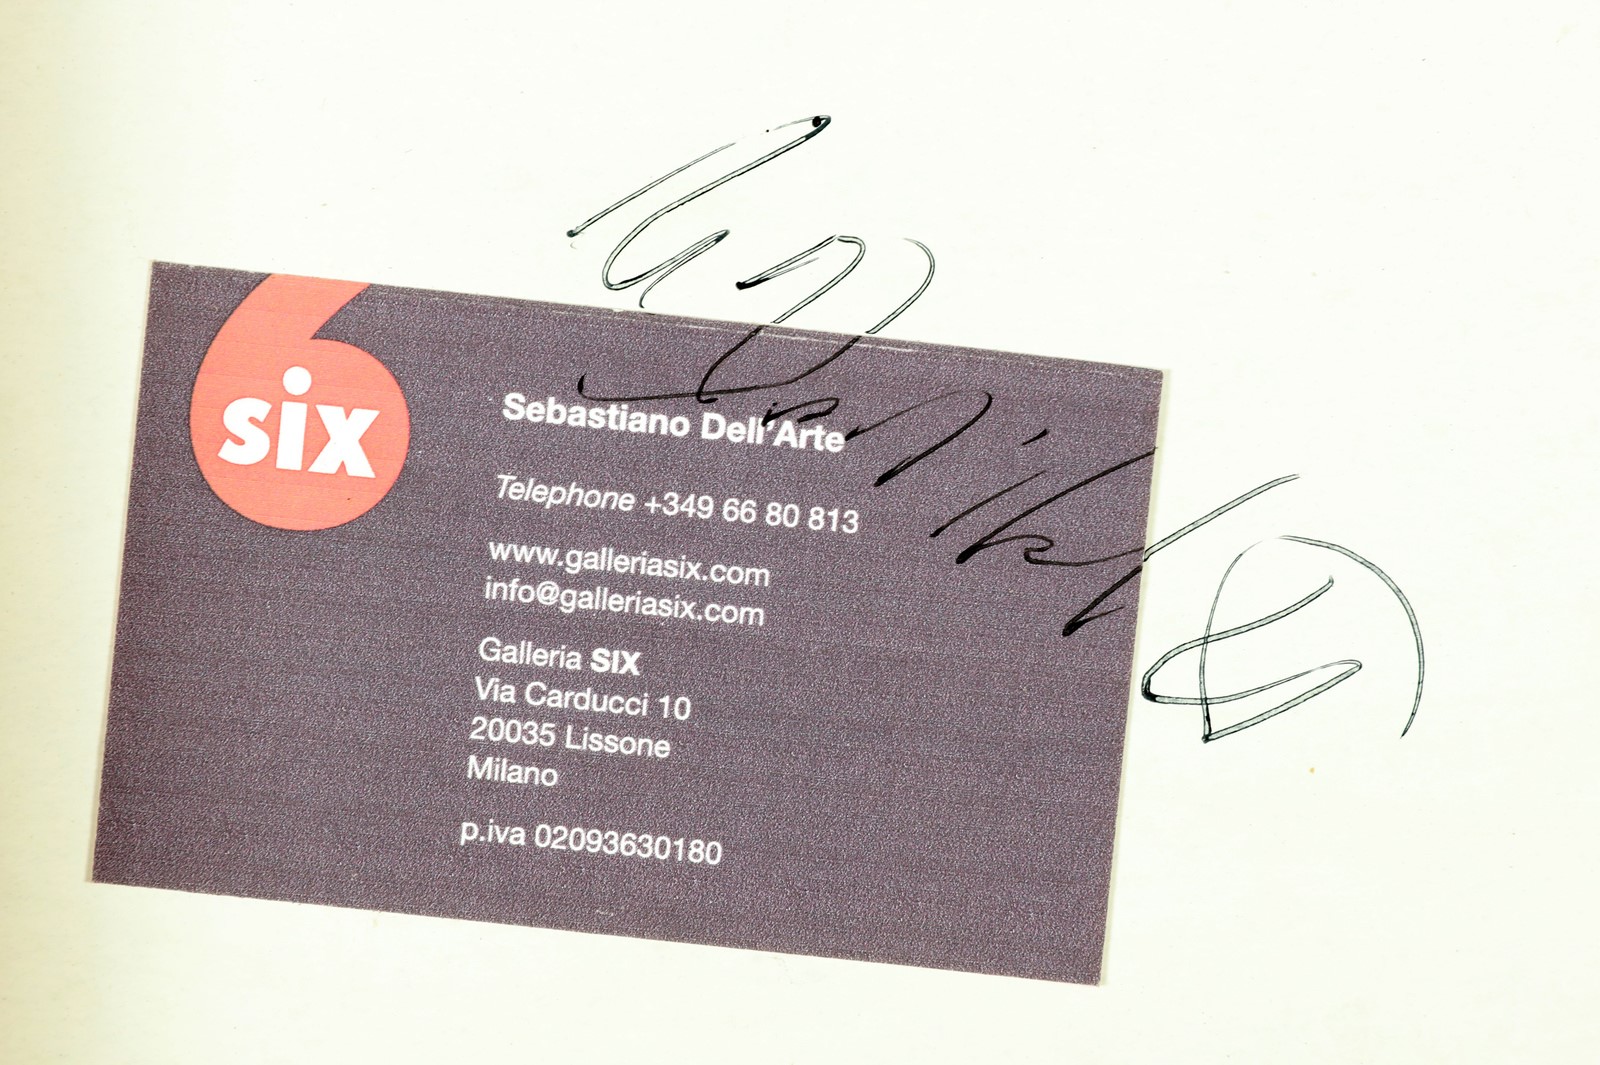 six
Sebastiano Dell'Arte
Telephone +349 66 80 813
www.galleriasix.com
info@galleriasix.com
Galleria SIX
Via Carducci 10
20035 Lissone
Milano
p.iva 02093630180